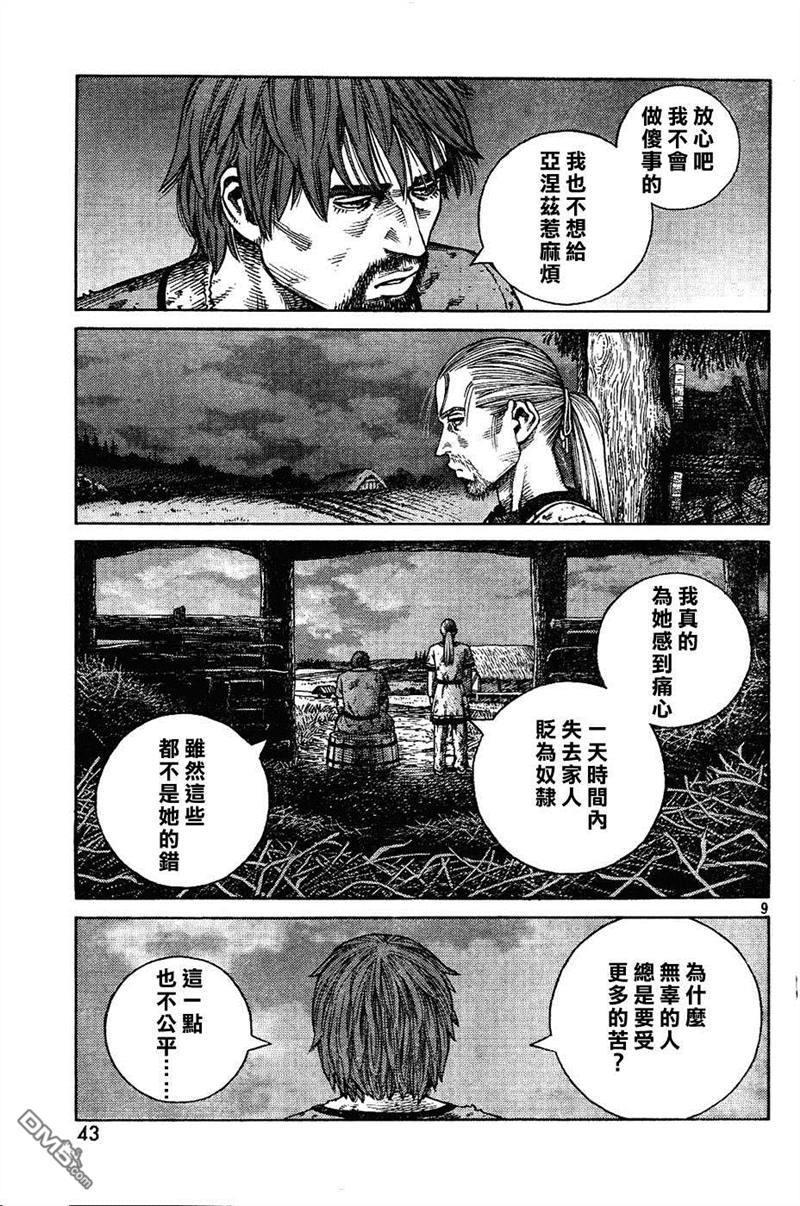 放心吧
我不會
做傻事的
我也不想給
亞涅茲惹麻煩
我真的
為她感到痛心
一天時間內
失去家人
貶為奴隸
雖然這些
都不是她的錯
9
為什麼
無辜的人
總是要受
更多的苦？
這一點
也不公平
⋯⋯
43
DM5